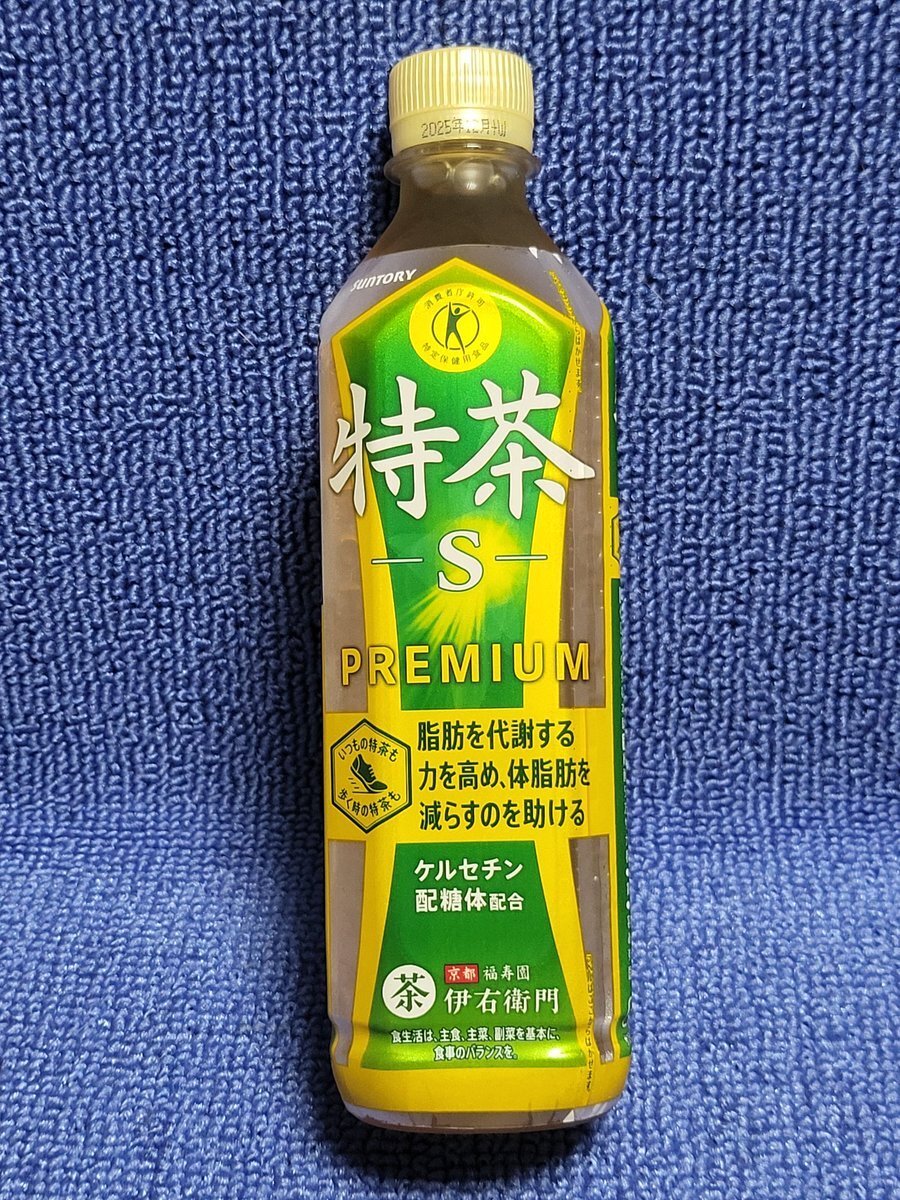 2025年12月+W
SUNTORY
消費者庁許可
特定保健用食品
特茶
S
PREMIUM
いつもの特茶も
歩く時の特茶も
脂肪を代謝する
力を高め、体脂肪を
減らすのを助ける
ケルセチン
配糖体配合
茶
京都 福寿園
伊右衛門
食生活は、主食、主菜、副菜を基本に、
食事のバランスを。